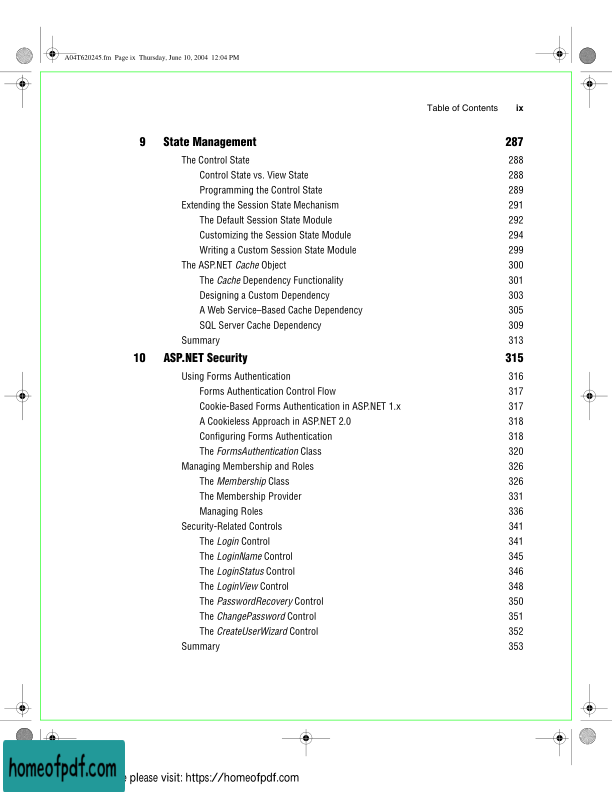 A04T620245.fm Page ix Thursday, June 10, 2004 12:04 PM
Table of Contents ix
9 State Management 287
The Control State 288
Control State vs. View State 288
Programming the Control State 289
Extending the Session State Mechanism 291
The Default Session State Module 292
Customizing the Session State Module 294
Writing a Custom Session State Module 299
The ASP.NET Cache Object 300
The Cache Dependency Functionality 301
Designing a Custom Dependency 303
A Web Service–Based Cache Dependency 305
SQL Server Cache Dependency 309
Summary 313
10 ASP.NET Security 315
Using Forms Authentication 316
Forms Authentication Control Flow 317
Cookie-Based Forms Authentication in ASP.NET 1.x 317
A Cookieless Approach in ASP.NET 2.0 318
Configuring Forms Authentication 318
The FormsAuthentication Class 320
Managing Membership and Roles 326
The Membership Class 326
The Membership Provider 331
Managing Roles 336
Security-Related Controls 341
The Login Control 341
The LoginName Control 345
The LoginStatus Control 346
The LoginView Control 348
The PasswordRecovery Control 350
The ChangePassword Control 351
The CreateUserWizard Control 352
Summary 353
homeofpdf.com
please visit: https://homeofpdf.com